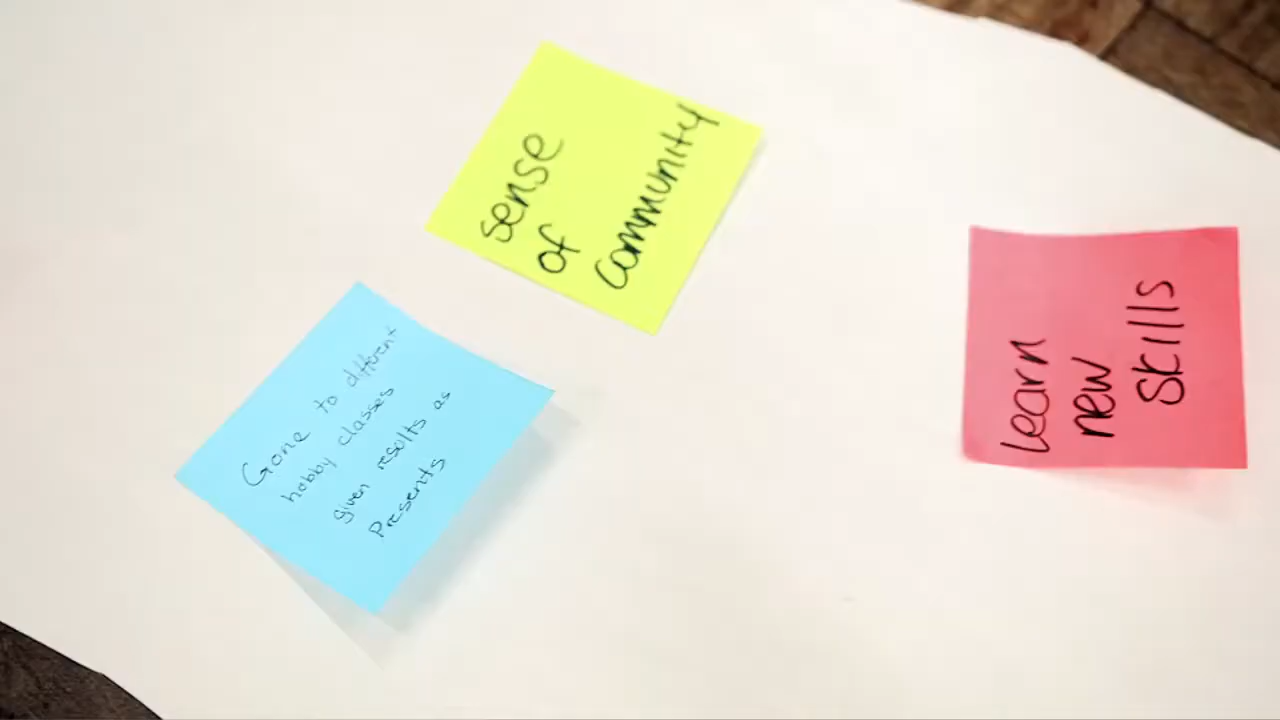 sense
of
community
Gone to different
hobby classes
given results as
Presents
learn
new
skills